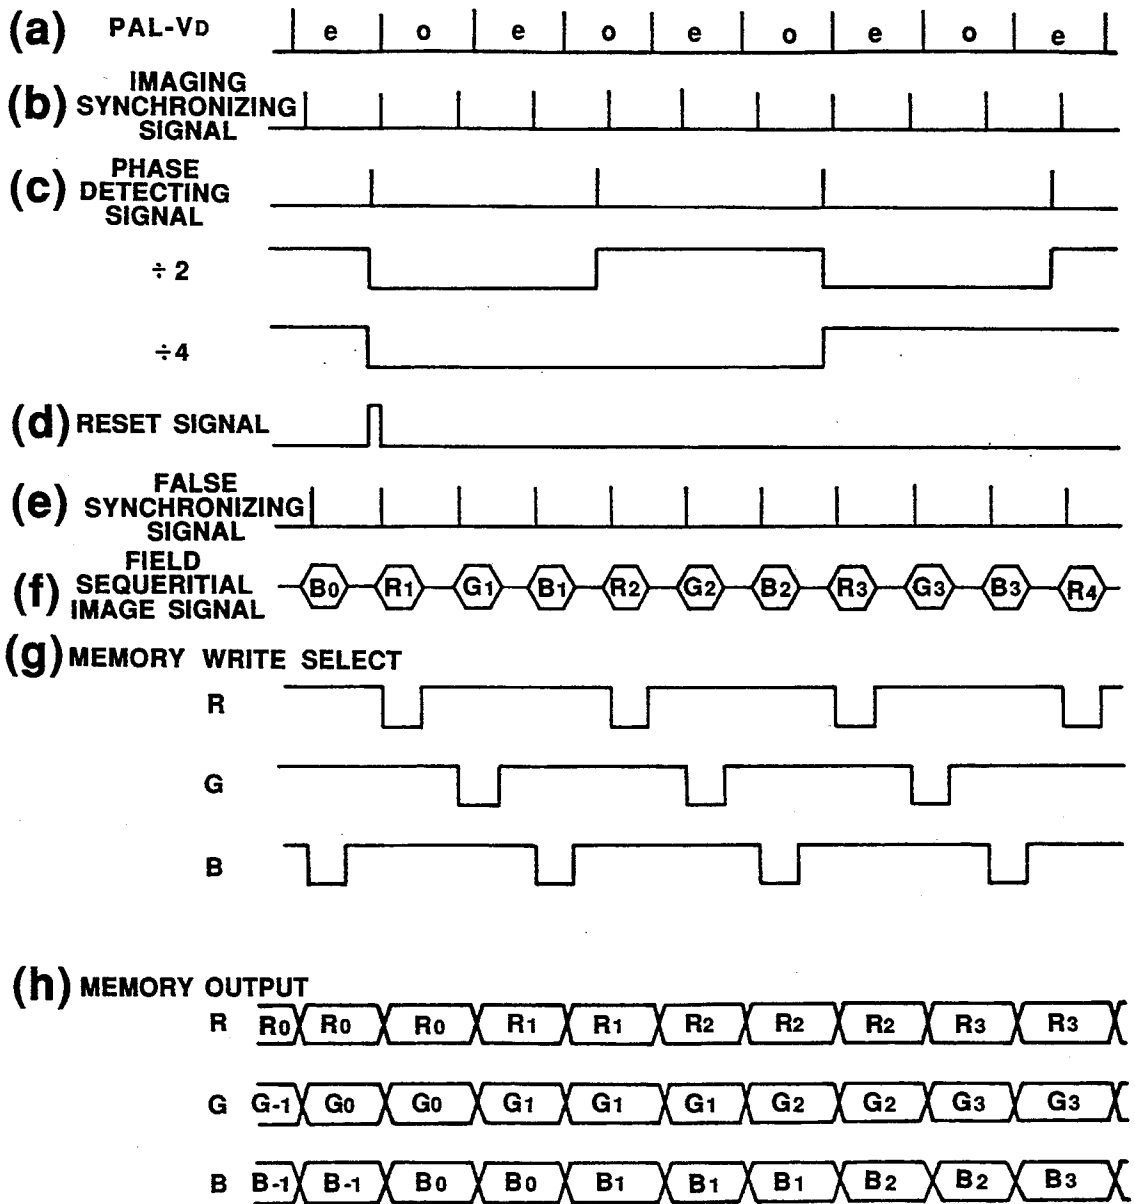 (a) PAL-VD e o e o e o e o e
(b) IMAGING
SYNCHRONIZING
SIGNAL
(c) PHASE
DETECTING
SIGNAL
÷2
÷4
(d) RESET SIGNAL
(e) FALSE
SYNCHRONIZING
SIGNAL
(f) FIELD
SEQUERITIAL
IMAGE SIGNAL
B0 R1 G1 B1 R2 G2 B2 R3 G3 B3 R4
(g) MEMORY WRITE SELECT
R
G
B
(h) MEMORY OUTPUT
R R0 R0 R0 R1 R1 R2 R2 R2 R3 R3
G G-1 G0 G0 G1 G1 G1 G2 G2 G3 G3
B B-1 B-1 B0 B0 B1 B1 B1 B2 B2 B3